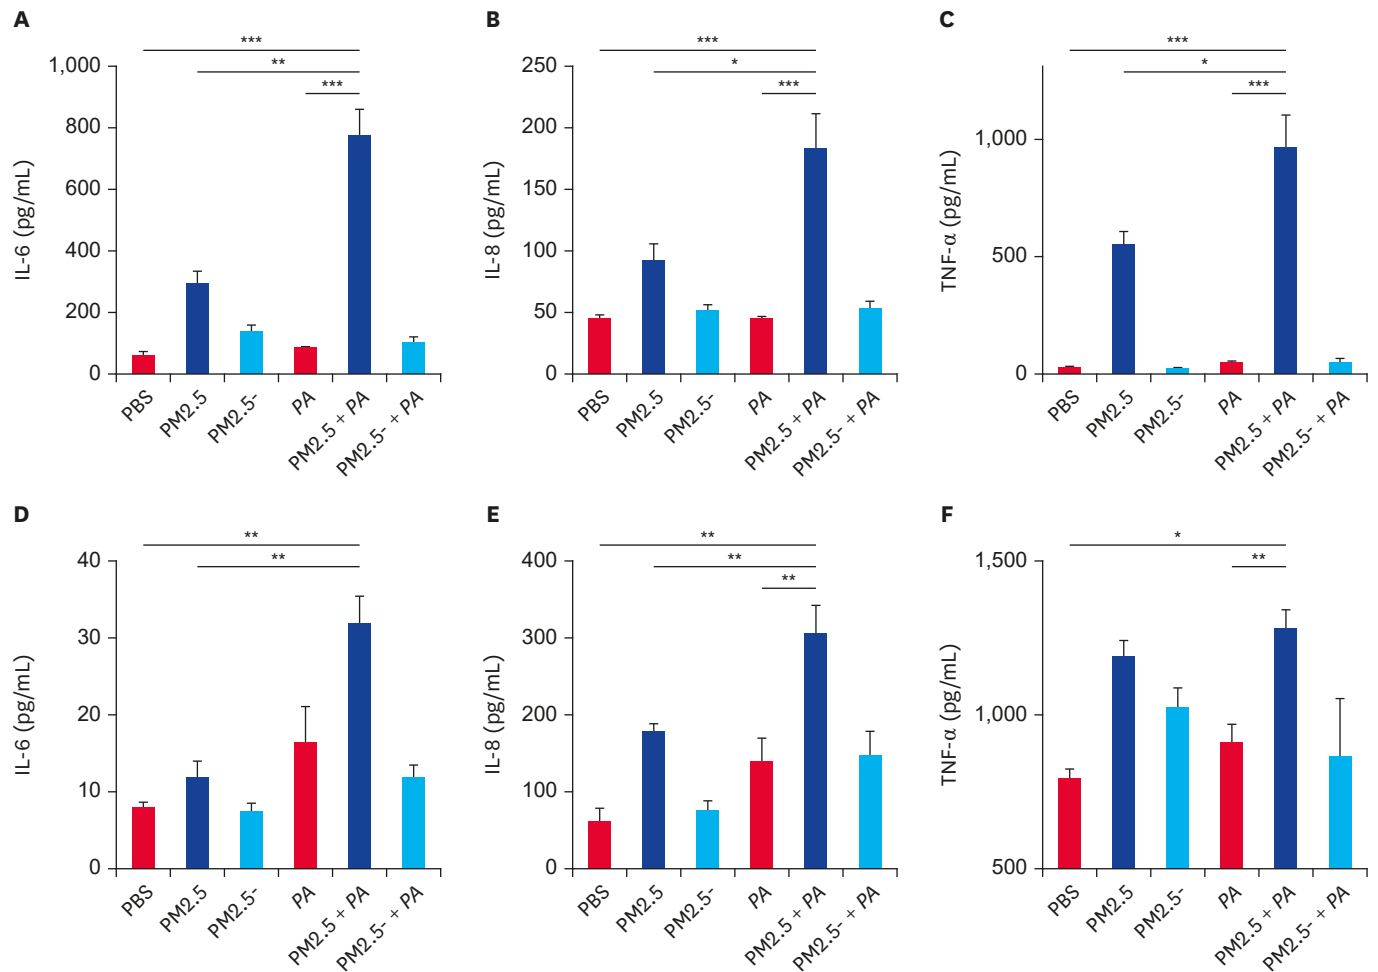 A
IL-6 (pg/mL)
1,000
800
600
400
200
0
***
**
***
PBS
PM2.5
PM2.5-
PA
PM2.5 + PA
PM2.5- + PA
B
IL-8 (pg/mL)
250
200
150
100
50
0
***
*
***
PBS
PM2.5
PM2.5-
PA
PM2.5 + PA
PM2.5- + PA
C
TNF-α (pg/mL)
1,000
500
0
***
*
***
PBS
PM2.5
PM2.5-
PA
PM2.5 + PA
PM2.5- + PA
D
IL-6 (pg/mL)
40
30
20
10
0
**
**
PBS
PM2.5
PM2.5-
PA
PM2.5 + PA
PM2.5- + PA
E
IL-8 (pg/mL)
400
300
200
100
0
**
**
**
PBS
PM2.5
PM2.5-
PA
PM2.5 + PA
PM2.5- + PA
F
TNF-α (pg/mL)
1,500
1,000
500
*
**
PBS
PM2.5
PM2.5-
PA
PM2.5 + PA
PM2.5- + PA